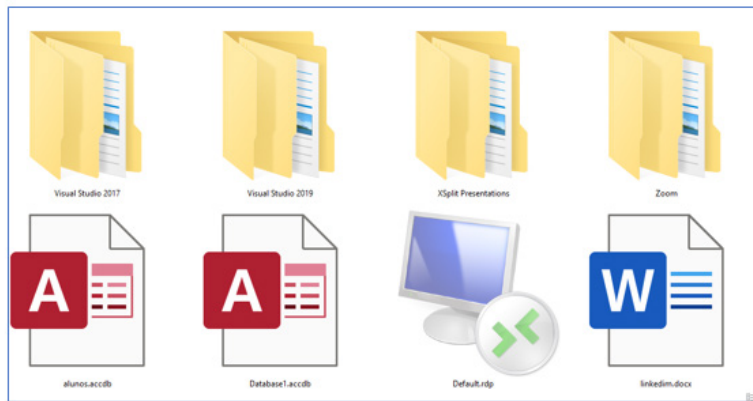 Visual Studio 2017
Visual Studio 2019
XSplit Presentations
Zoom
A
A
W
alunos.accdb
Database1.accdb
Default.rdp
linkedim.docx